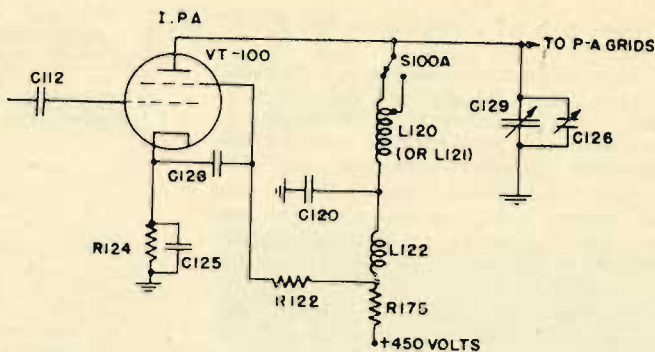 I.PA
VT-100
TO P-A GRIDS
S100A
C112
C129
L120
(OR L121)
C126
C128
C120
R124
C125
L122
R122
R175
+450 VOLTS